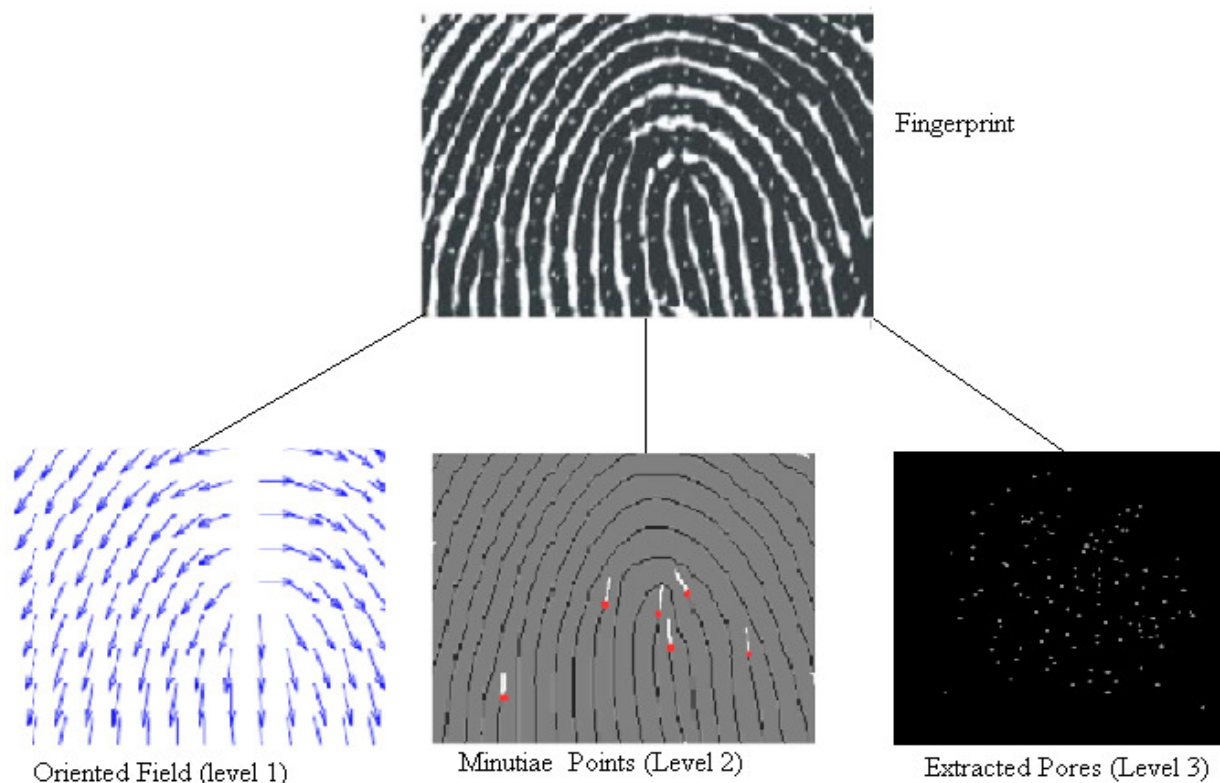 Fingerprint
Oriented Field (level 1)
Minutiae Points (Level 2)
Extracted Pores (Level 3)